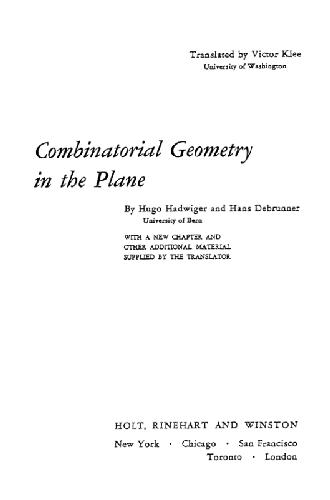 Translated by Victor Klee
University of Washington
Combinatorial Geometry
in the Plane
By Hugo Hadwiger and Hans Debrunner
University of Bern
WITH A NEW CHAPTER AND
OTHER ADDITIONAL MATERIAL
SUPPLIED BY THE TRANSLATOR
HOLT, RINEHART AND WINSTON
New York · Chicago · San Francisco
Toronto · London